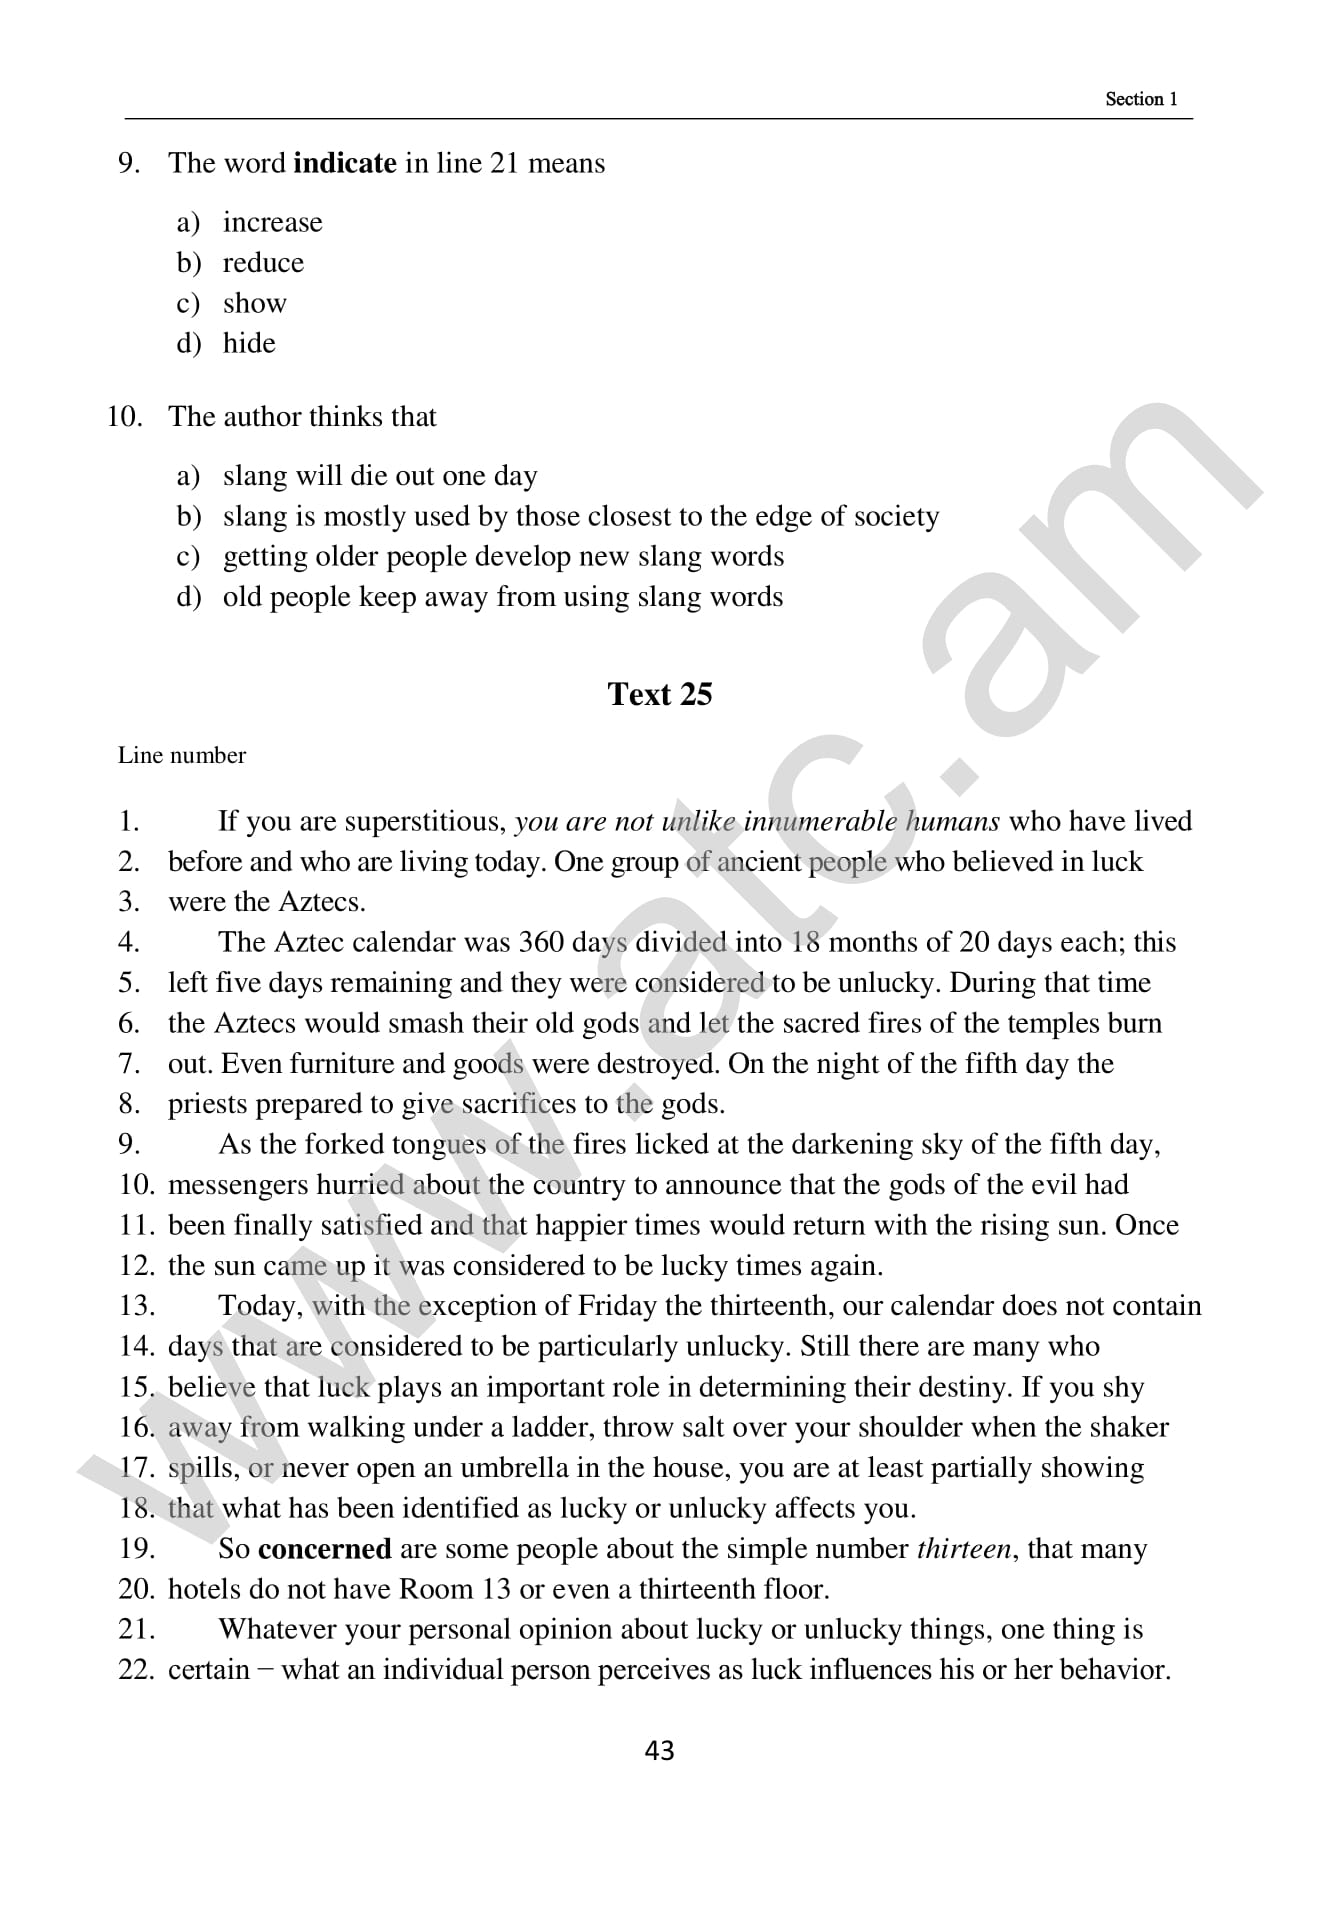 Section 1
9. The word indicate in line 21 means
a) increase
b) reduce
c) show
d) hide
10. The author thinks that
a) slang will die out one day
b) slang is mostly used by those closest to the edge of society
c) getting older people develop new slang words
d) old people keep away from using slang words
Text 25
Line number
1. If you are superstitious, you are not unlike innumerable humans who have lived
2. before and who are living today. One group of ancient people who believed in luck
3. were the Aztecs.
4. The Aztec calendar was 360 days divided into 18 months of 20 days each; this
5. left five days remaining and they were considered to be unlucky. During that time
6. the Aztecs would smash their old gods and let the sacred fires of the temples burn
7. out. Even furniture and goods were destroyed. On the night of the fifth day the
8. priests prepared to give sacrifices to the gods.
9. As the forked tongues of the fires licked at the darkening sky of the fifth day,
10. messengers hurried about the country to announce that the gods of the evil had
11. been finally satisfied and that happier times would return with the rising sun. Once
12. the sun came up it was considered to be lucky times again.
13. Today, with the exception of Friday the thirteenth, our calendar does not contain
14. days that are considered to be particularly unlucky. Still there are many who
15. believe that luck plays an important role in determining their destiny. If you shy
16. away from walking under a ladder, throw salt over your shoulder when the shaker
17. spills, or never open an umbrella in the house, you are at least partially showing
18. that what has been identified as lucky or unlucky affects you.
19. So concerned are some people about the simple number thirteen, that many
20. hotels do not have Room 13 or even a thirteenth floor.
21. Whatever your personal opinion about lucky or unlucky things, one thing is
22. certain – what an individual person perceives as luck influences his or her behavior.
43
www.atc.am